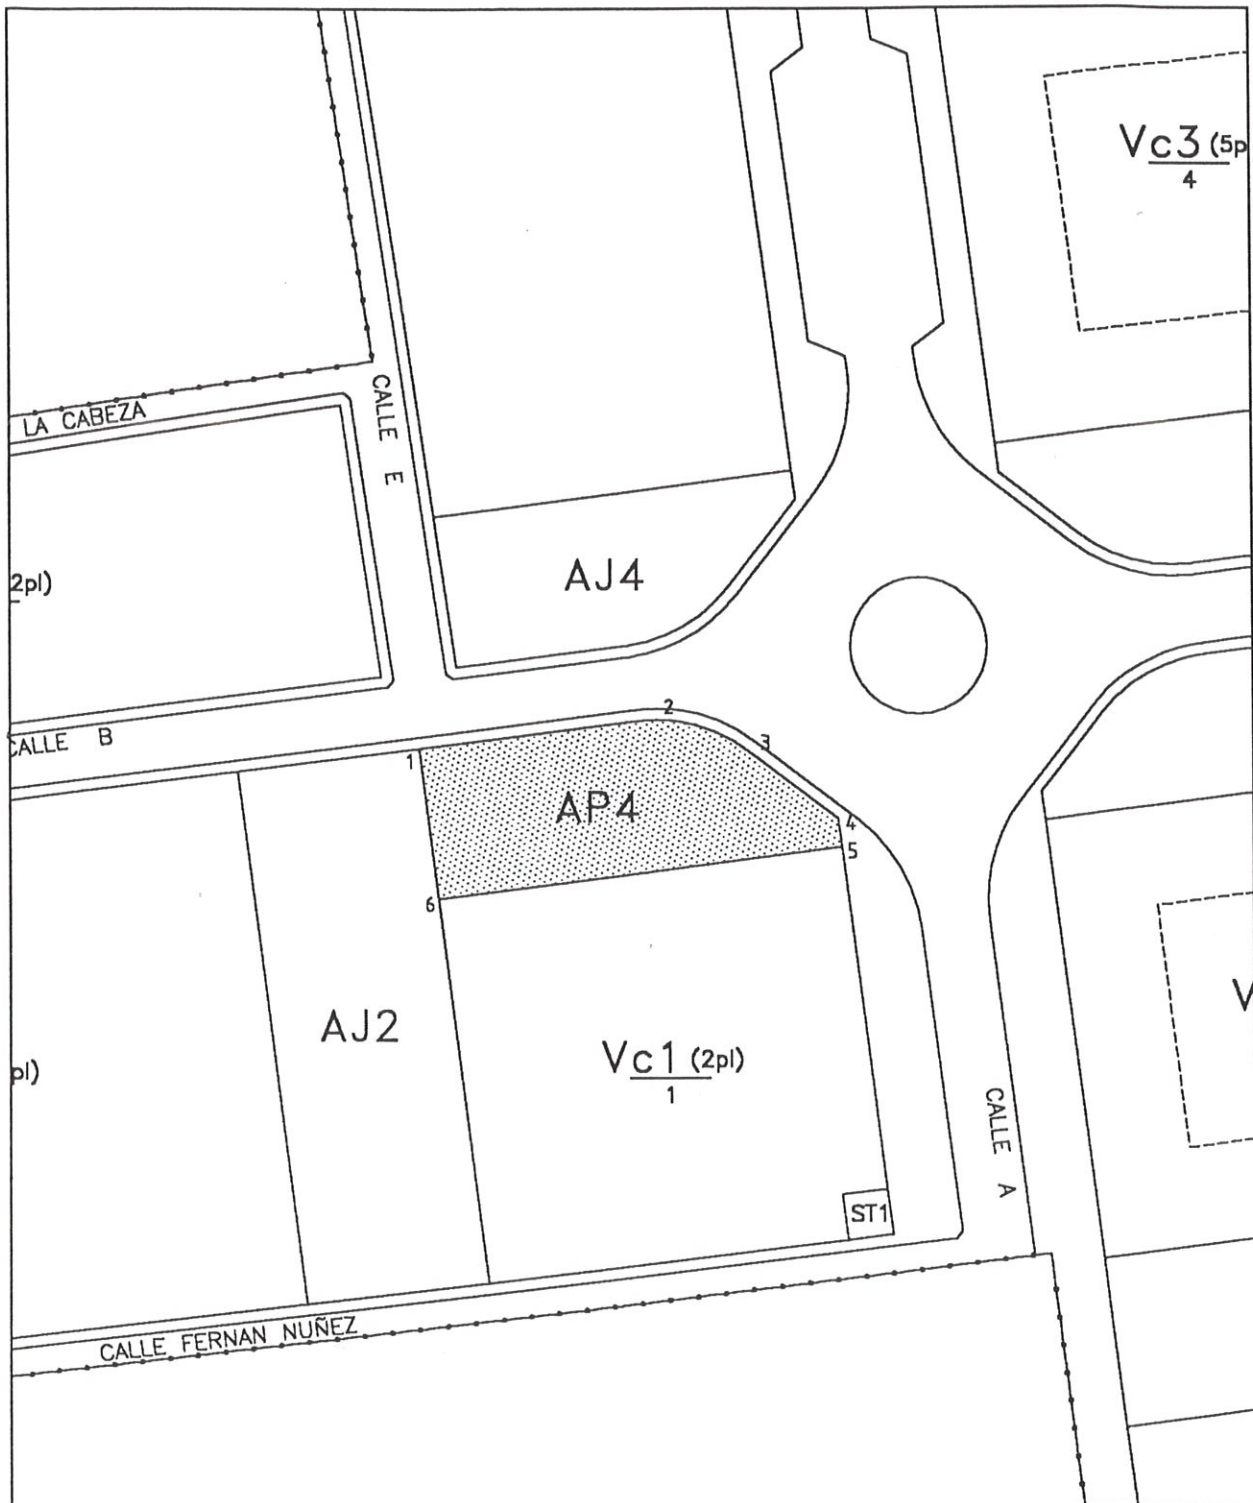 Vc3 (5p
4
LA CABEZA
CALLE E
AJ4
2pl)
CALLE B
1
2
3
AP4
4
5
6
AJ2
Vc1 (2pl)
1
pl)
V
CALLE A
ST1
CALLE FERNAN NUÑEZ